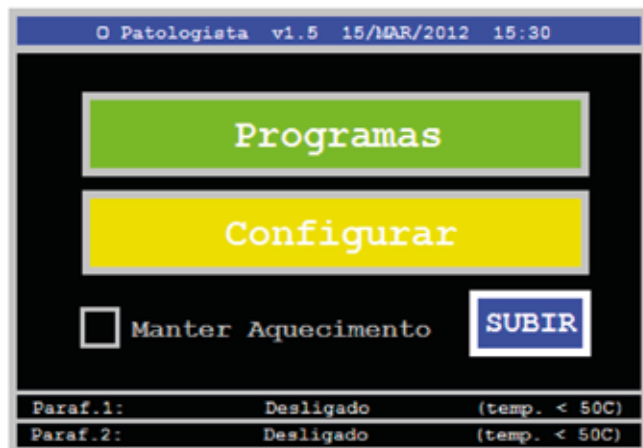 O Patologista v1.5 15/MAR/2012 15:30
Programas
Configurar
Manter Aquecimento SUBIR
Paraf.1: Desligado (temp. < 50C)
Paraf.2: Desligado (temp. < 50C)